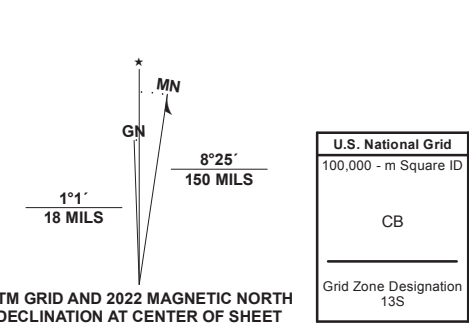 ★
MN
GN
8°25´
150 MILS
1°1´
18 MILS
TM GRID AND 2022 MAGNETIC NORTH
DECLINATION AT CENTER OF SHEET
U.S. National Grid
100,000 - m Square ID
CB
Grid Zone Designation
13S